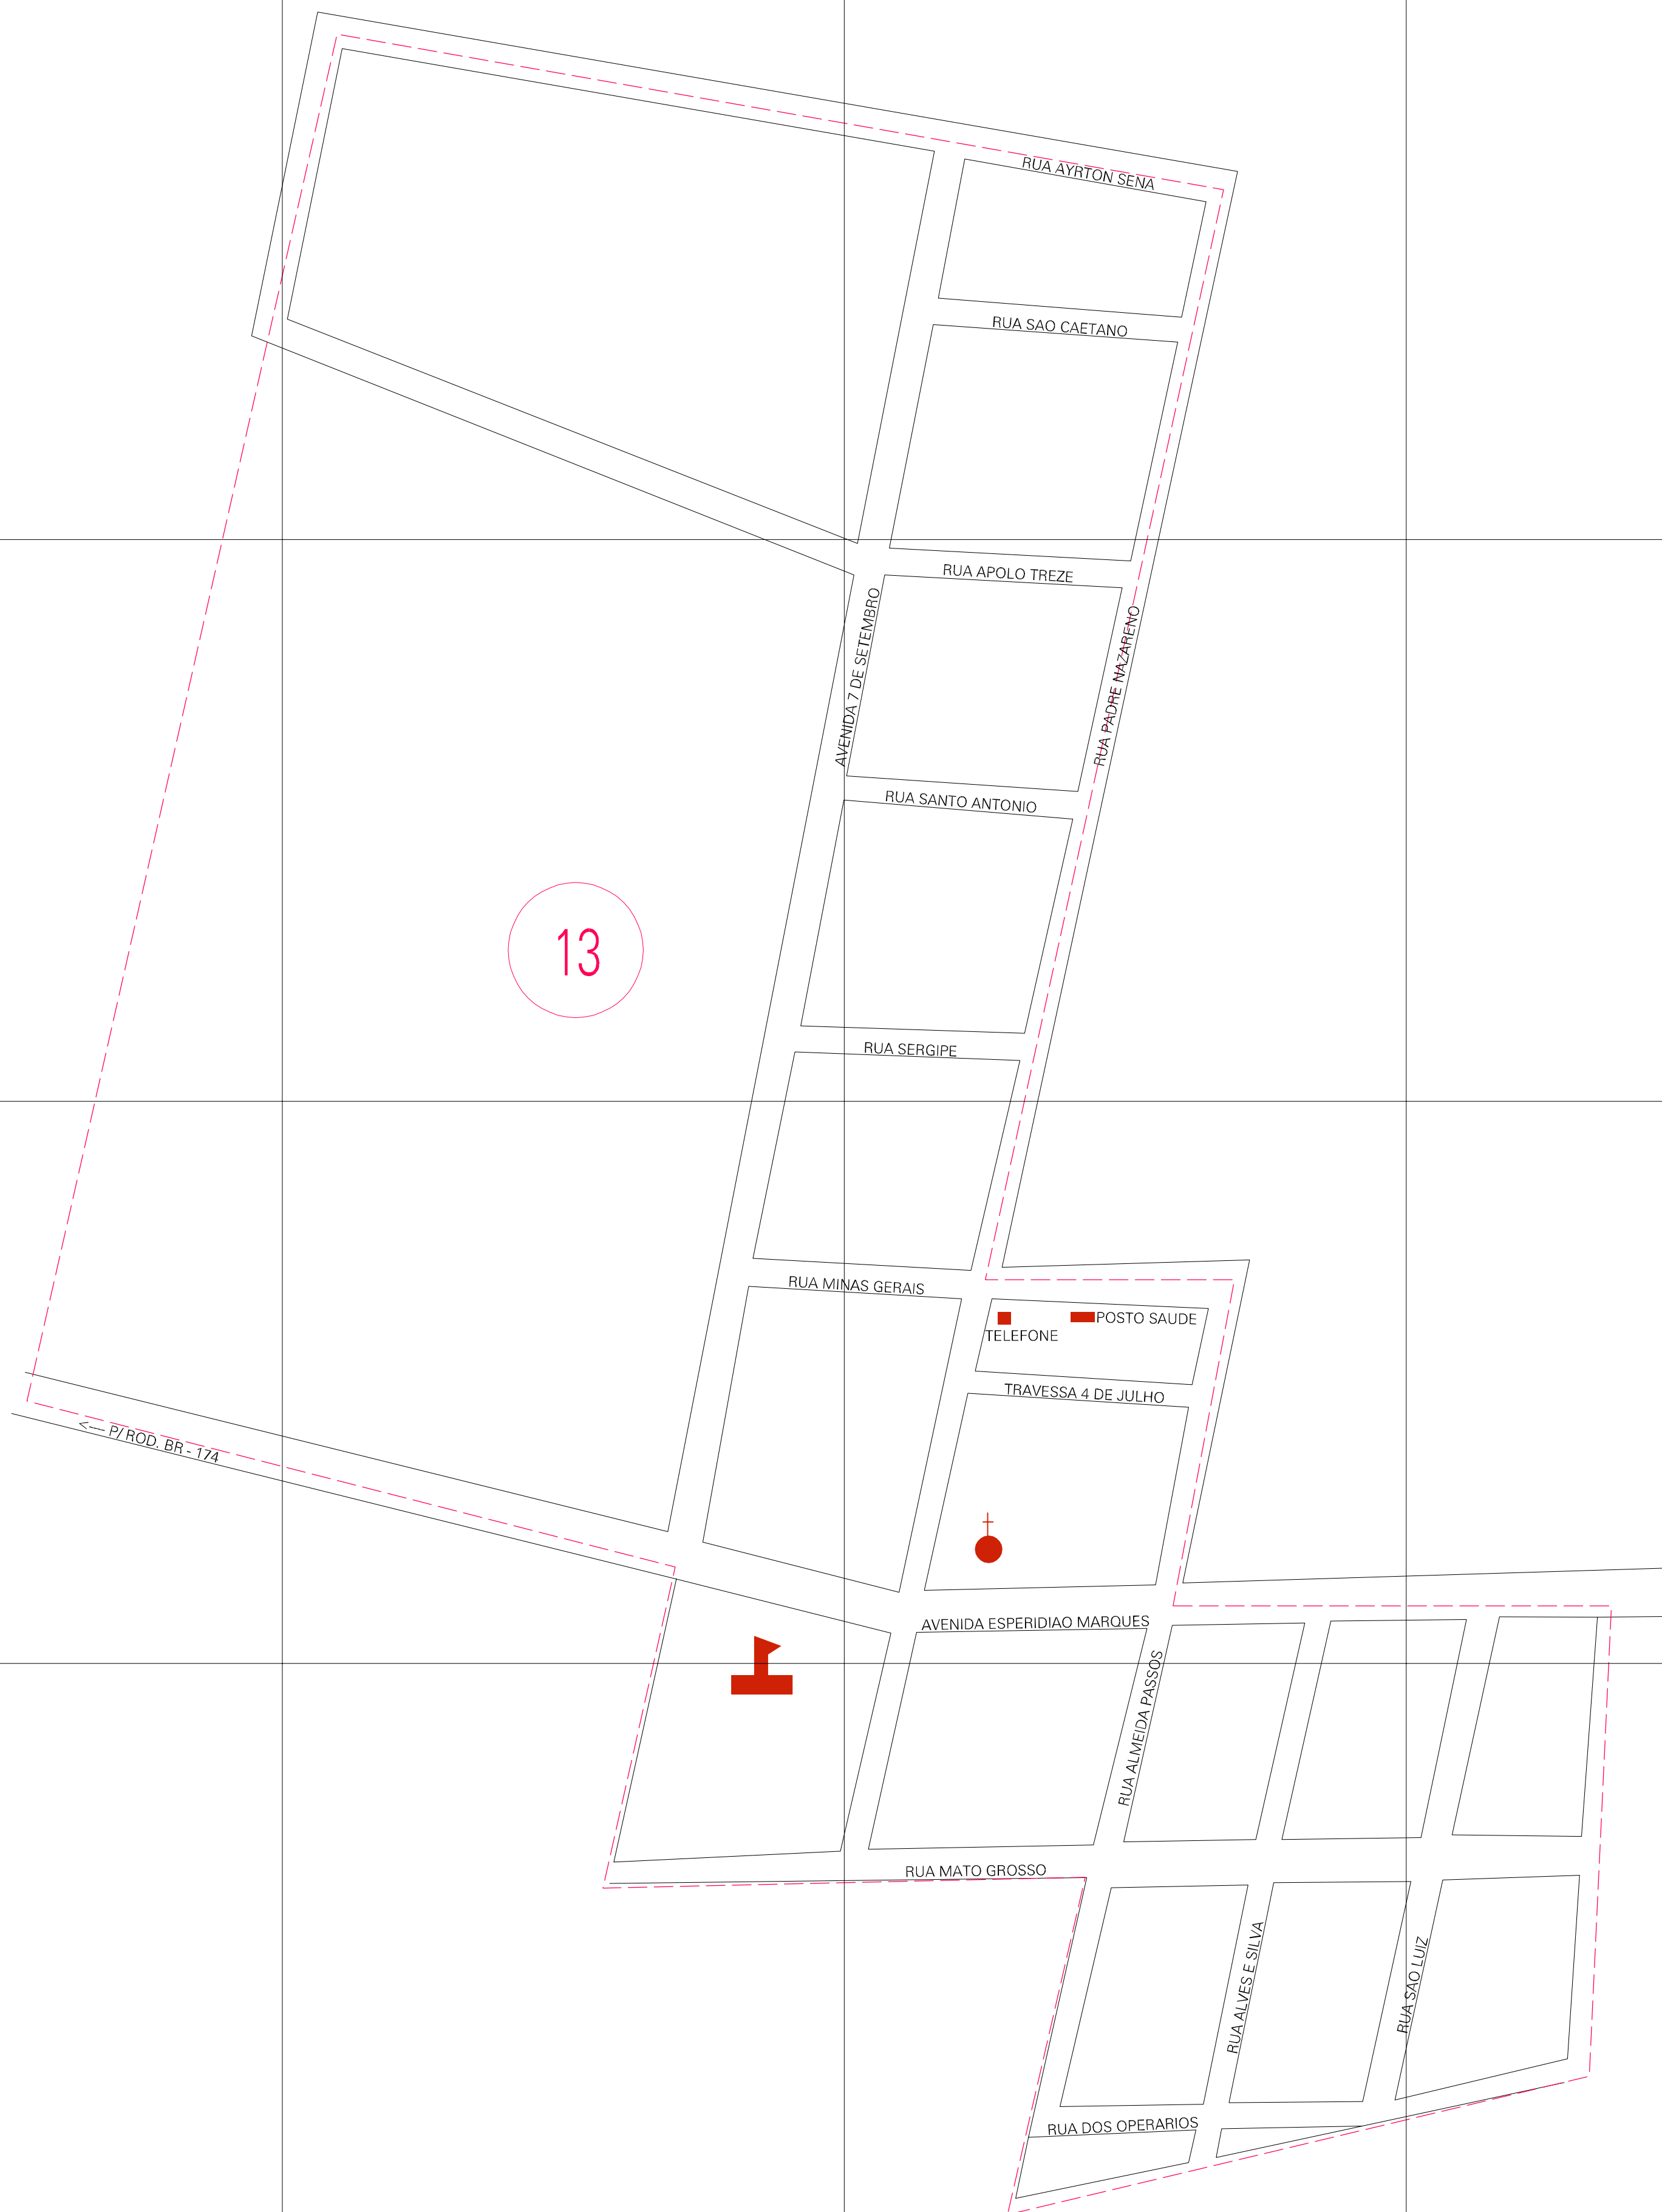 RUA AYRTON SENA
RUA SAO CAETANO
RUA APOLO TREZE
AVENIDA 7 DE SETEMBRO
RUA PADRE NAZARENO
RUA SANTO ANTONIO
13
RUA SERGIPE
RUA MINAS GERAIS
POSTO SAUDE
TELEFONE
TRAVESSA 4 DE JULHO
<— P/ ROD. BR - 174
AVENIDA ESPERIDIAO MARQUES
RUA ALMEIDA PASSOS
RUA MATO GROSSO
RUA ALVES E SILVA
RUA SAO LUIZ
RUA DOS OPERARIOS